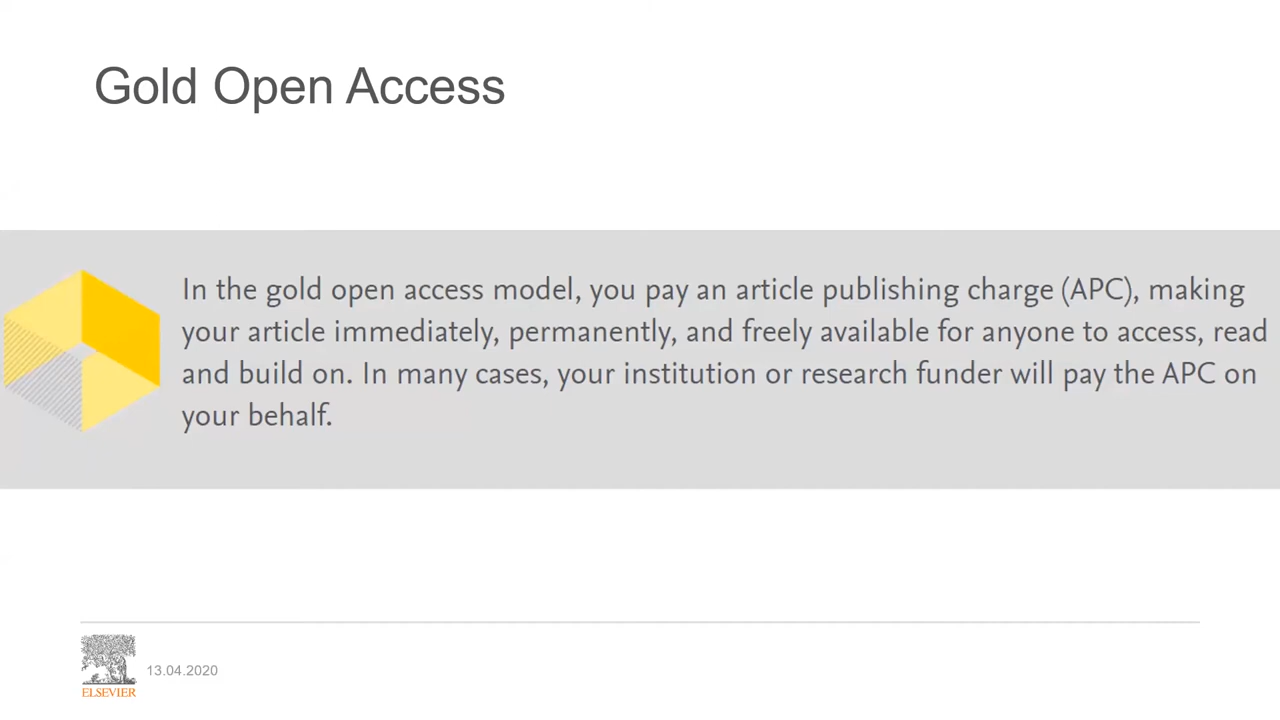 Gold Open Access
In the gold open access model, you pay an article publishing charge (APC), making
your article immediately, permanently, and freely available for anyone to access, read
and build on. In many cases, your institution or research funder will pay the APC on
your behalf.
13.04.2020
ELSEVIER